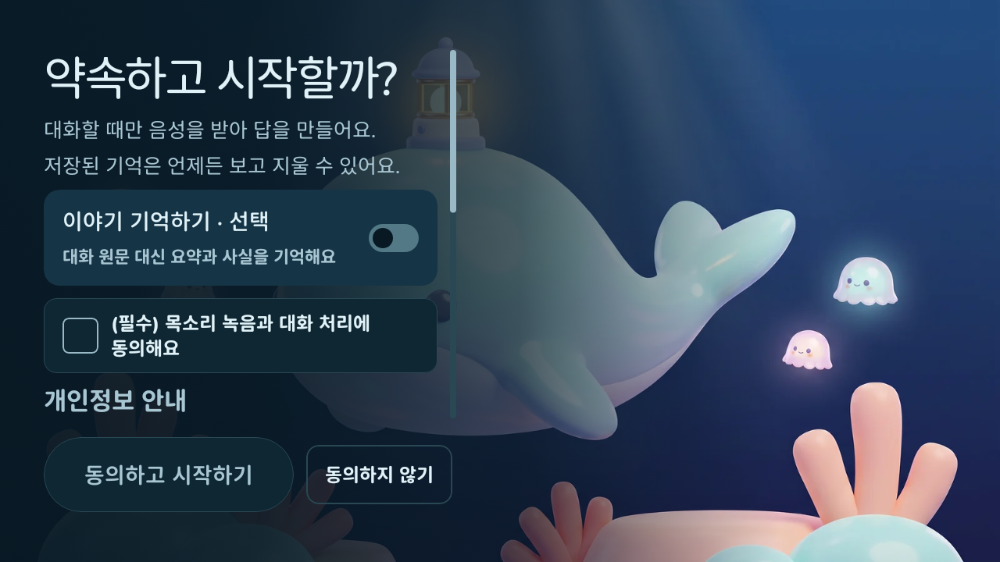 약속하고 시작할까?
대화할 때만 음성을 받아 답을 만들어요.
저장된 기억은 언제든 보고 지울 수 있어요.
이야기 기억하기 · 선택
대화 원문 대신 요약과 사실을 기억해요
(필수) 목소리 녹음과 대화 처리에
동의해요
개인정보 안내
동의하고 시작하기
동의하지 않기